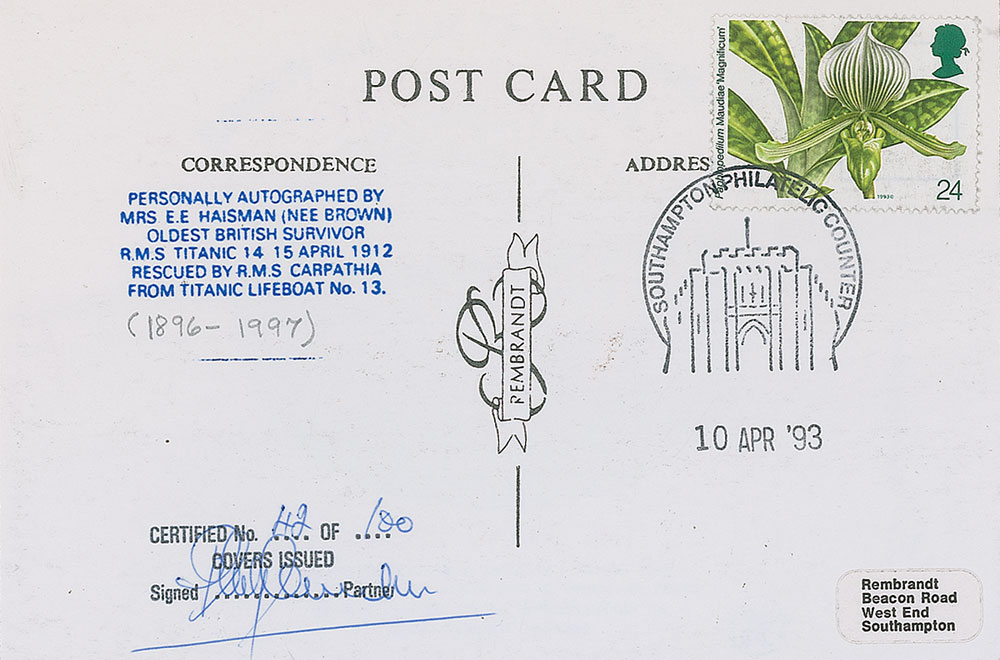 POST CARD
Paphiopedilum Maudiae 'Magnificum'
24
CORRESPONDENCE
ADDRES
PERSONALLY AUTOGRAPHED BY
MRS E.E HAISMAN (NEE BROWN)
OLDEST BRITISH SURVIVOR
R.M.S TITANIC 14 15 APRIL 1912
RESCUED BY R.M.S CARPATHIA
FROM TITANIC LIFEBOAT No. 13.
(1896-1997)
SOUTHAMPTON PHILATELIC COUNTER
REMBRANDT
10 APR '93
CERTIFIED No. 42 OF 100
COVERS ISSUED
Signed Partner
Rembrandt
Beacon Road
West End
Southampton